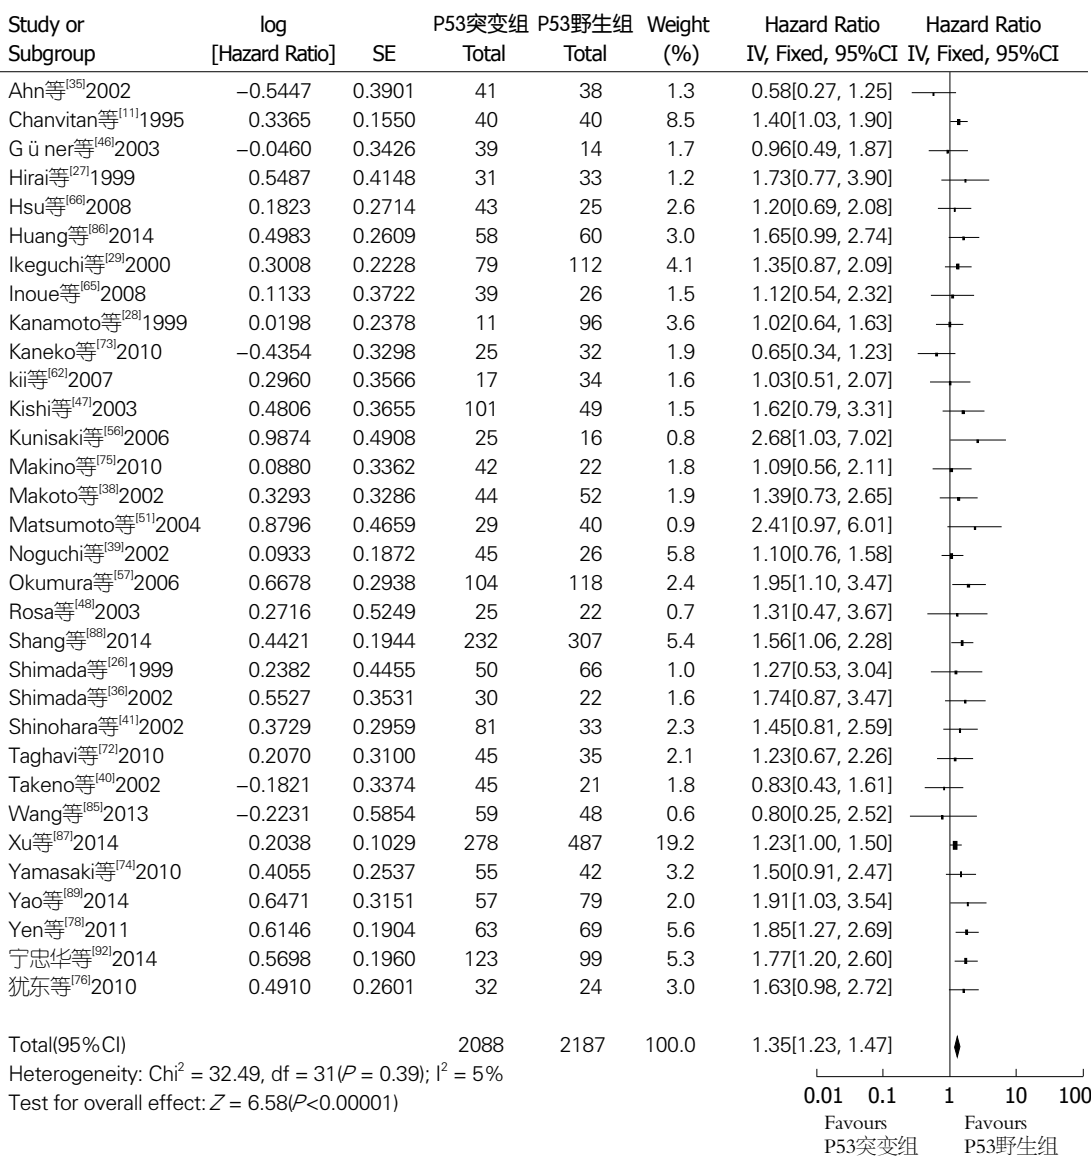 Study or log P53突变组 P53野生组 Weight Hazard Ratio Hazard Ratio
Subgroup [Hazard Ratio] SE Total Total (%) IV, Fixed, 95%CI IV, Fixed, 95%CI
Ahn等[35]2002 −0.5447 0.3901 41 38 1.3 0.58[0.27, 1.25]
Chanvitan等[11]1995 0.3365 0.1550 40 40 8.5 1.40[1.03, 1.90]
G ü ner等[46]2003 −0.0460 0.3426 39 14 1.7 0.96[0.49, 1.87]
Hirai等[27]1999 0.5487 0.4148 31 33 1.2 1.73[0.77, 3.90]
Hsu等[66]2008 0.1823 0.2714 43 25 2.6 1.20[0.69, 2.08]
Huang等[86]2014 0.4983 0.2609 58 60 3.0 1.65[0.99, 2.74]
Ikeguchi等[29]2000 0.3008 0.2228 79 112 4.1 1.35[0.87, 2.09]
Inoue等[65]2008 0.1133 0.3722 39 26 1.5 1.12[0.54, 2.32]
Kanamoto等[28]1999 0.0198 0.2378 11 96 3.6 1.02[0.64, 1.63]
Kaneko等[73]2010 −0.4354 0.3298 25 32 1.9 0.65[0.34, 1.23]
kii等[62]2007 0.2960 0.3566 17 34 1.6 1.03[0.51, 2.07]
Kishi等[47]2003 0.4806 0.3655 101 49 1.5 1.62[0.79, 3.31]
Kunisaki等[56]2006 0.9874 0.4908 25 16 0.8 2.68[1.03, 7.02]
Makino等[75]2010 0.0880 0.3362 42 22 1.8 1.09[0.56, 2.11]
Makoto等[38]2002 0.3293 0.3286 44 52 1.9 1.39[0.73, 2.65]
Matsumoto等[51]2004 0.8796 0.4659 29 40 0.9 2.41[0.97, 6.01]
Noguchi等[39]2002 0.0933 0.1872 45 26 5.8 1.10[0.76, 1.58]
Okumura等[57]2006 0.6678 0.2938 104 118 2.4 1.95[1.10, 3.47]
Rosa等[48]2003 0.2716 0.5249 25 22 0.7 1.31[0.47, 3.67]
Shang等[88]2014 0.4421 0.1944 232 307 5.4 1.56[1.06, 2.28]
Shimada等[26]1999 0.2382 0.4455 50 66 1.0 1.27[0.53, 3.04]
Shimada等[36]2002 0.5527 0.3531 30 22 1.6 1.74[0.87, 3.47]
Shinohara等[41]2002 0.3729 0.2959 81 33 2.3 1.45[0.81, 2.59]
Taghavi等[72]2010 0.2070 0.3100 45 35 2.1 1.23[0.67, 2.26]
Takeno等[40]2002 −0.1821 0.3374 45 21 1.8 0.83[0.43, 1.61]
Wang等[85]2013 −0.2231 0.5854 59 48 0.6 0.80[0.25, 2.52]
Xu等[87]2014 0.2038 0.1029 278 487 19.2 1.23[1.00, 1.50]
Yamasaki等[74]2010 0.4055 0.2537 55 42 3.2 1.50[0.91, 2.47]
Yao等[89]2014 0.6471 0.3151 57 79 2.0 1.91[1.03, 3.54]
Yen等[78]2011 0.6146 0.1904 63 69 5.6 1.85[1.27, 2.69]
宁忠华等[92]2014 0.5698 0.1960 123 99 5.3 1.77[1.20, 2.60]
犹东等[76]2010 0.4910 0.2601 32 24 3.0 1.63[0.98, 2.72]
Total(95%CI) 2088 2187 100.0 1.35[1.23, 1.47]
Heterogeneity: Chi² = 32.49, df = 31(P = 0.39); I² = 5%
Test for overall effect: Z = 6.58(P<0.00001)
0.01 0.1 1 10 100
Favours Favours
P53突变组 P53野生组